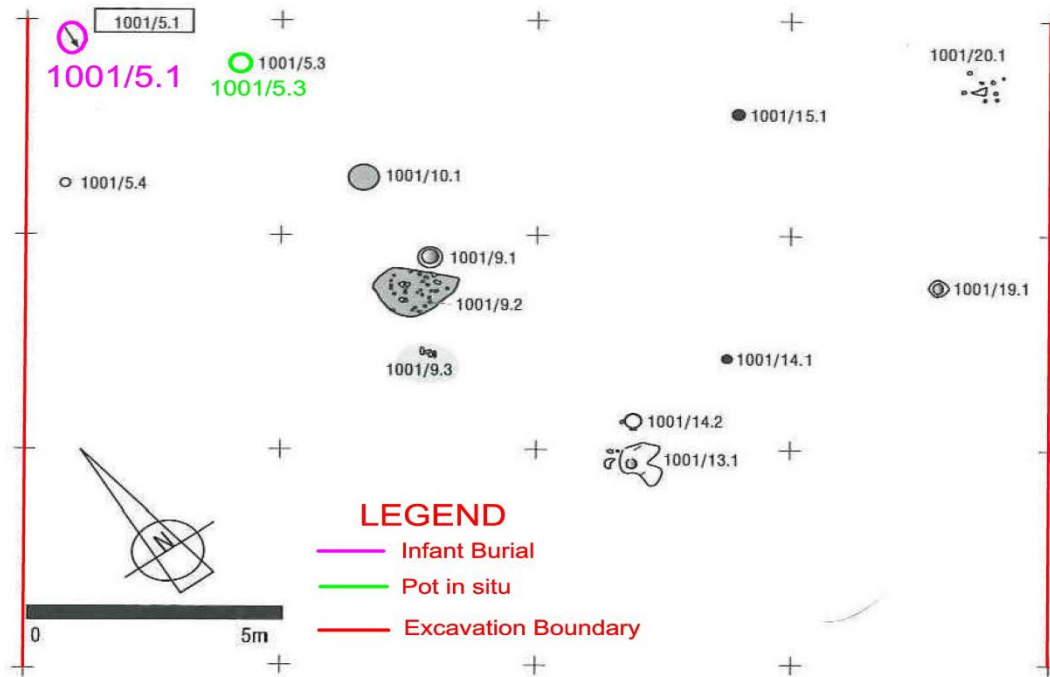 1001/5.1
1001/5.1
1001/5.3
1001/5.3
1001/20.1
1001/15.1
1001/5.4
1001/10.1
1001/9.1
1001/9.2
1001/19.1
1001/9.3
1001/14.1
1001/14.2
1001/13.1
N
LEGEND
Infant Burial
Pot in situ
Excavation Boundary
0
5m